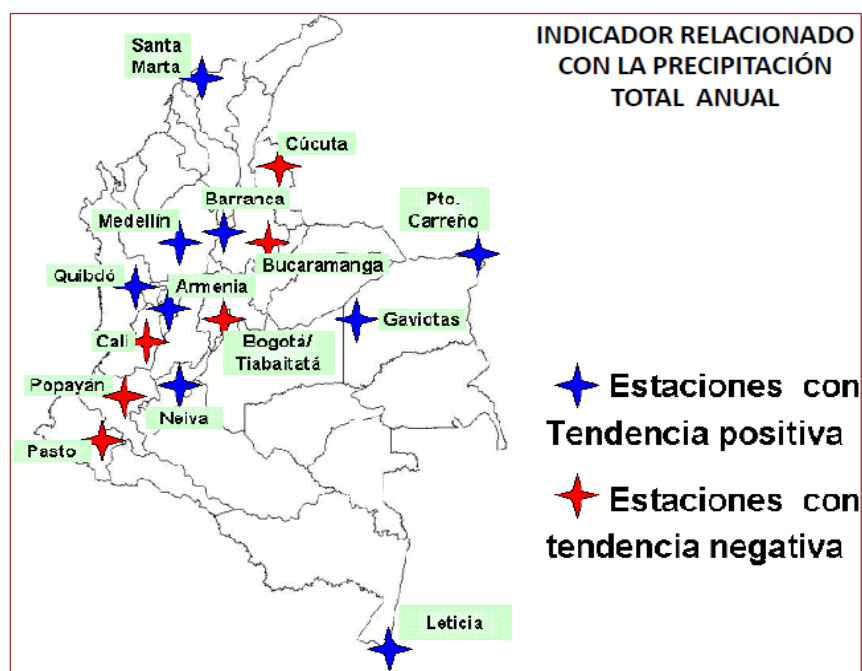 INDICADOR RELACIONADO
CON LA PRECIPITACIÓN
TOTAL ANUAL
Santa
Marta
Cúcuta
Barranca
Pto.
Carreño
Medellín
Bucaramanga
Quibdó
Armenia
Gaviotas
Cali
Bogotá/
Tiabaitatá
Popayán
Neiva
Pasto
Leticia
Estaciones con
Tendencia positiva
Estaciones con
tendencia negativa